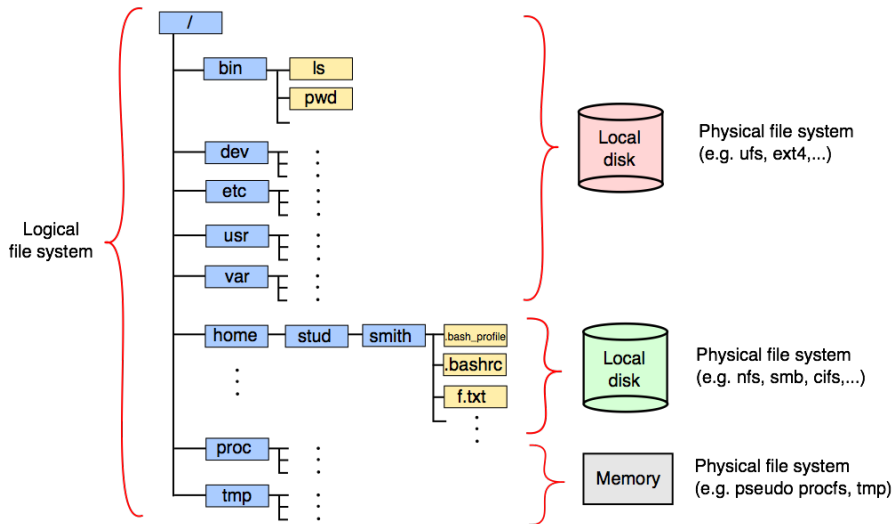 /
bin
ls
pwd
dev
etc
usr
var
Logical
file system
home
stud
smith
.bash_profile
.bashrc
f.txt
proc
tmp
Local
disk
Physical file system
(e.g. ufs, ext4,...)
Local
disk
Physical file system
(e.g. nfs, smb, cifs,...)
Memory
Physical file system
(e.g. pseudo procfs, tmp)